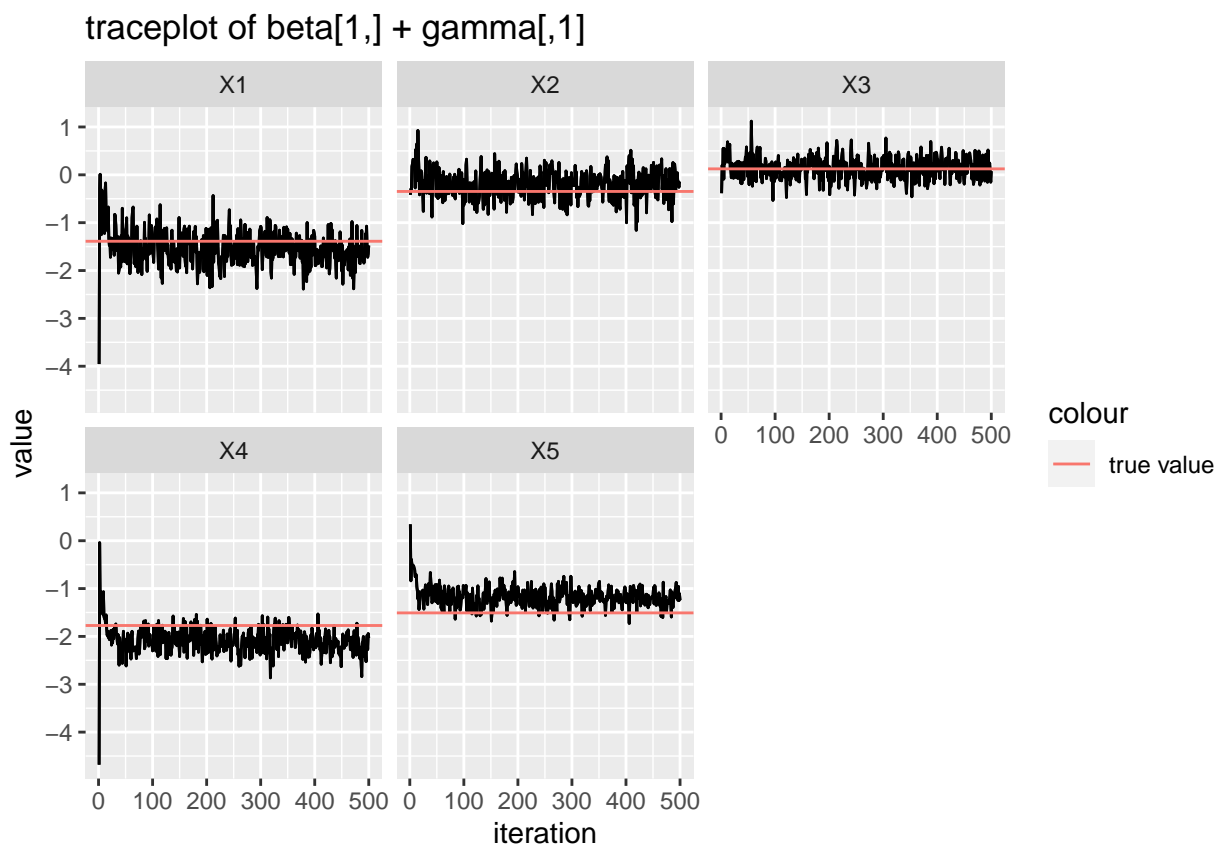 traceplot of beta[1,] + gamma[,1]
X1 X2 X3
1
0
−1
−2
−3
−4
0 100 200 300 400 500
X4 X5
1
0
−1
−2
−3
−4
0 100 200 300 400 500 0 100 200 300 400 500
value
iteration
colour
true value